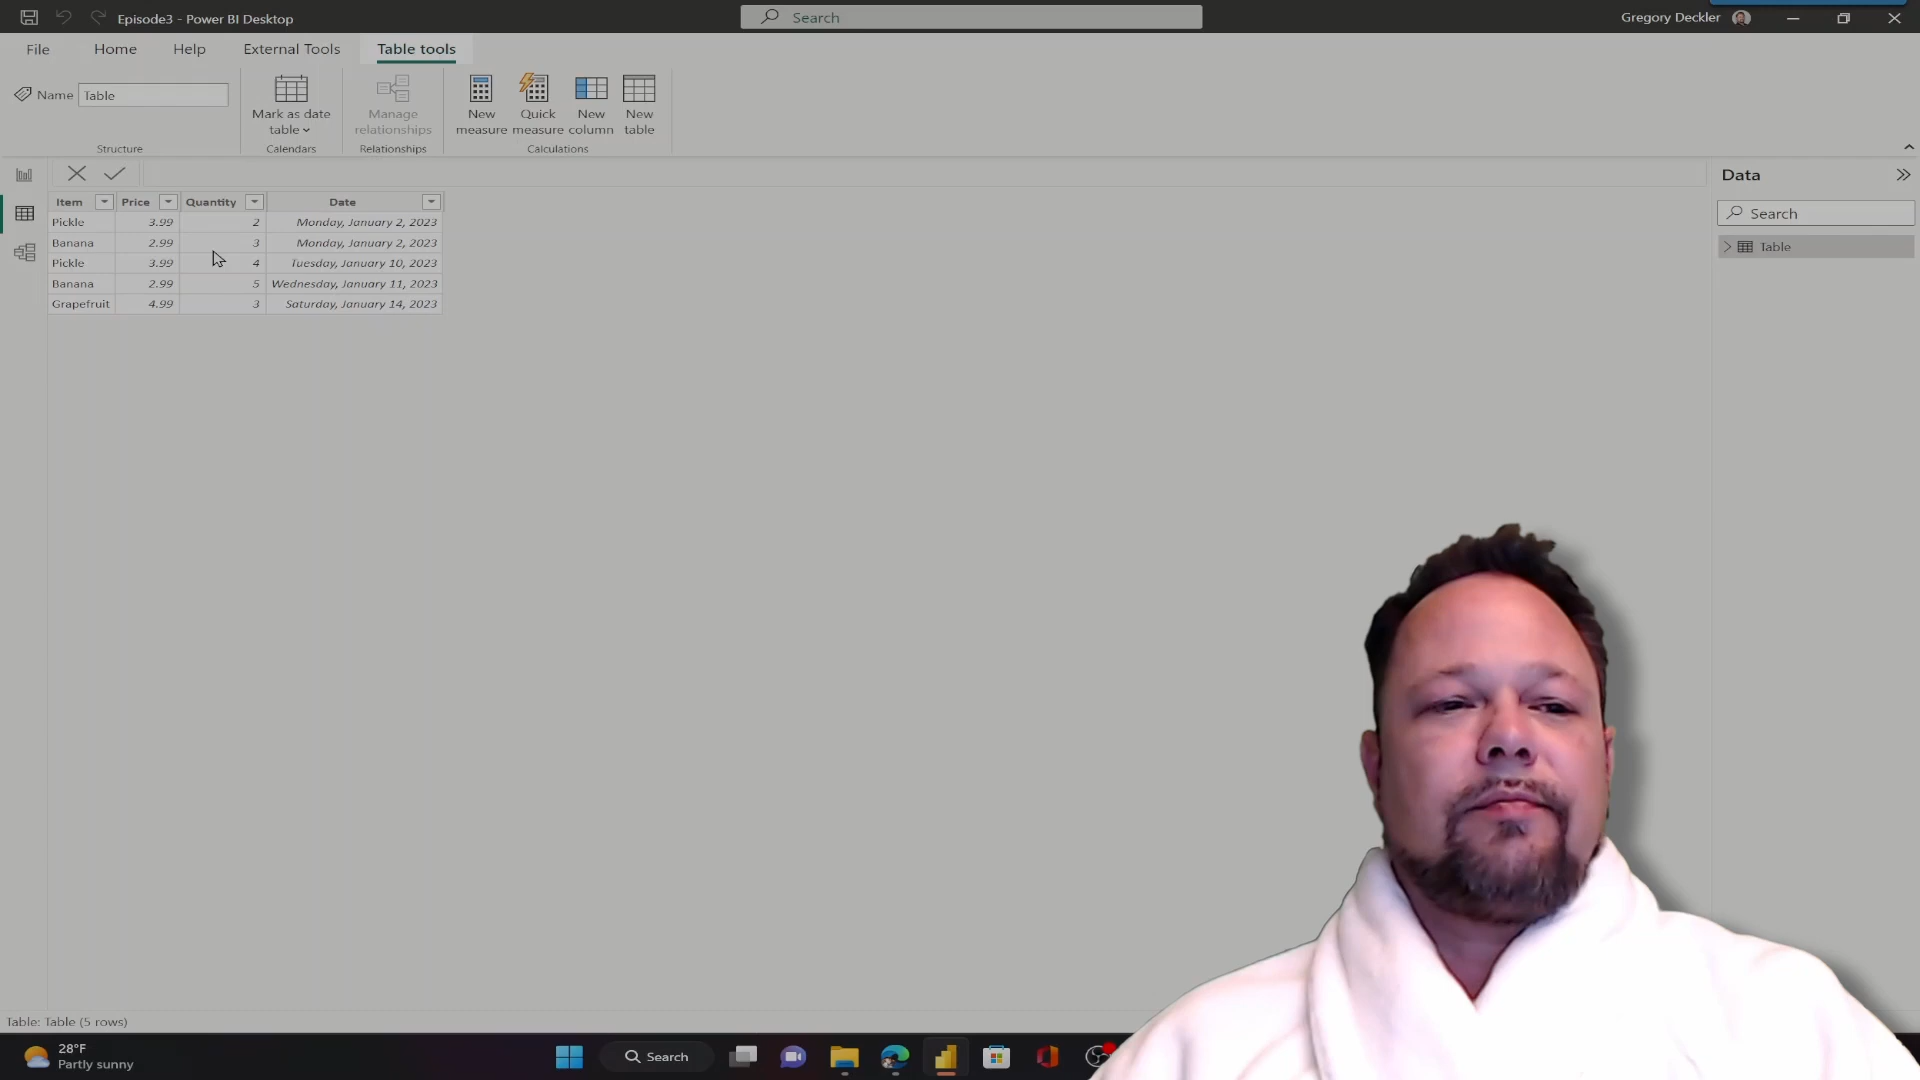 Episode3 - Power BI Desktop
Search
Gregory Deckler
File Home Help External Tools Table tools
Name Table
Mark as date table
Manage relationships
New measure
Quick measure
New column
New table
Structure Calendars Relationships Calculations
Data
Search
Table
Item Price Quantity Date
Pickle 3.99 2 Monday, January 2, 2023
Banana 2.99 3 Monday, January 2, 2023
Pickle 3.99 4 Tuesday, January 10, 2023
Banana 2.99 5 Wednesday, January 11, 2023
Grapefruit 4.99 3 Saturday, January 14, 2023
Table: Table (5 rows)
28°F
Partly sunny
Search